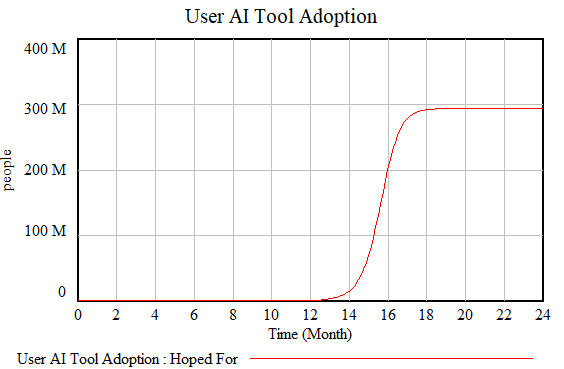 User AI Tool Adoption
400 M
300 M
200 M
100 M
0
people
0 2 4 6 8 10 12 14 16 18 20 22 24
Time (Month)
User AI Tool Adoption : Hoped For